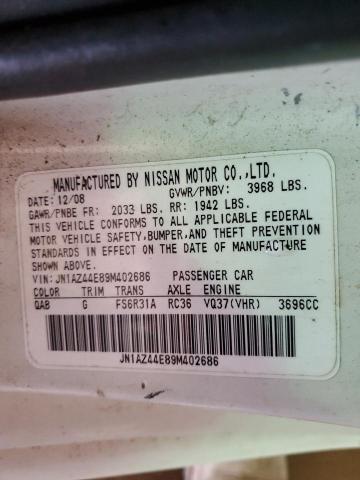 MANUFACTURED BY NISSAN MOTOR CO.,LTD.
DATE: 12/08 GVWR/PNBV: 3968 LBS.
GAWR/PNBE FR: 2033 LBS. RR: 1942 LBS.
THIS VEHICLE CONFORMS TO ALL APPLICABLE FEDERAL
MOTOR VEHICLE SAFETY, BUMPER, AND THEFT PREVENTION
STANDARDS IN EFFECT ON THE DATE OF MANUFACTURE
SHOWN ABOVE.
VIN: JN1AZ44E89M402686 PASSENGER CAR
COLOR TRIM TRANS AXLE ENGINE
QAB G FS6R31A RC36 VQ37(VHR) 3696CC
JN1AZ44E89M402686